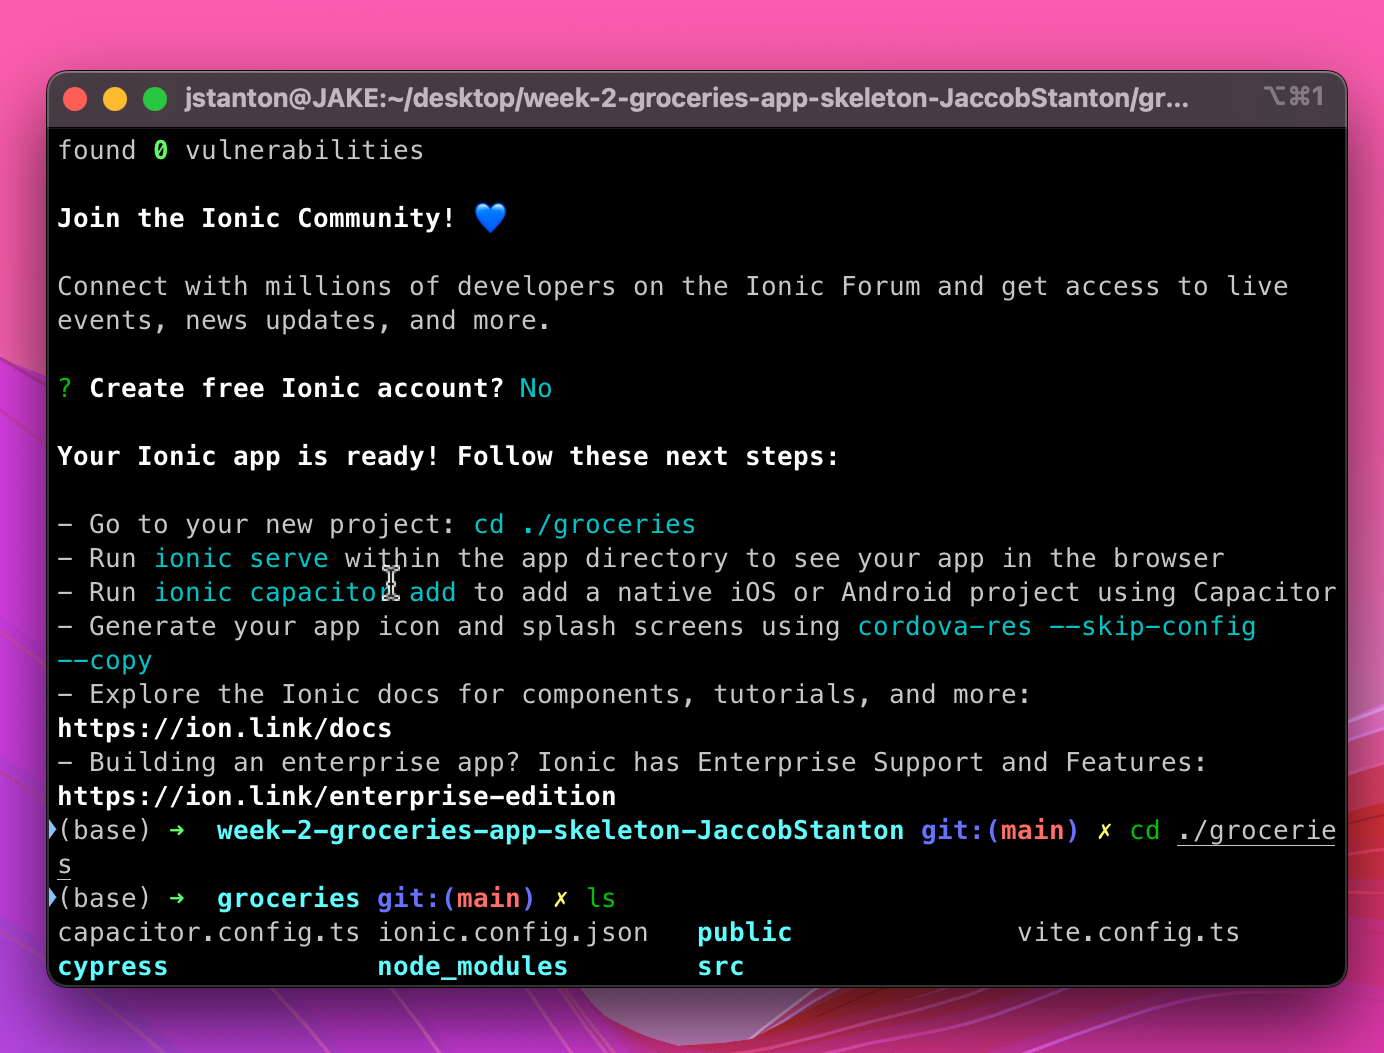 jstanton@JAKE:~/desktop/week-2-groceries-app-skeleton-JaccobStanton/gr... ⌥⌘1
found 0 vulnerabilities
Join the Ionic Community! 💙
Connect with millions of developers on the Ionic Forum and get access to live
events, news updates, and more.
? Create free Ionic account? No
Your Ionic app is ready! Follow these next steps:
- Go to your new project: cd ./groceries
- Run ionic serve within the app directory to see your app in the browser
- Run ionic capacitor add to add a native iOS or Android project using Capacitor
- Generate your app icon and splash screens using cordova-res --skip-config
--copy
- Explore the Ionic docs for components, tutorials, and more:
https://ion.link/docs
- Building an enterprise app? Ionic has Enterprise Support and Features:
https://ion.link/enterprise-edition
(base) ➜  week-2-groceries-app-skeleton-JaccobStanton git:(main) ✗ cd ./grocerie
s
(base) ➜  groceries git:(main) ✗ ls
capacitor.config.ts ionic.config.json   public              vite.config.ts
cypress             node_modules        src